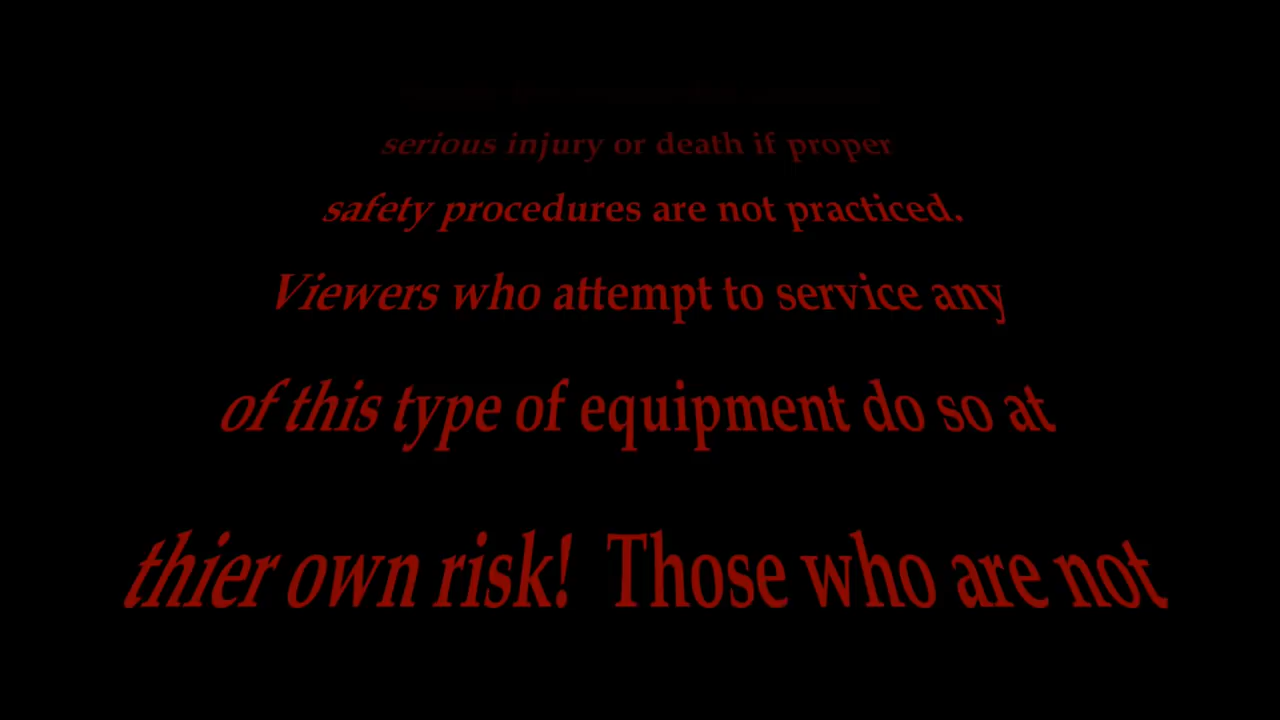 serious injury or death if proper
safety procedures are not practiced.
Viewers who attempt to service any
of this type of equipment do so at
thier own risk!  Those who are not